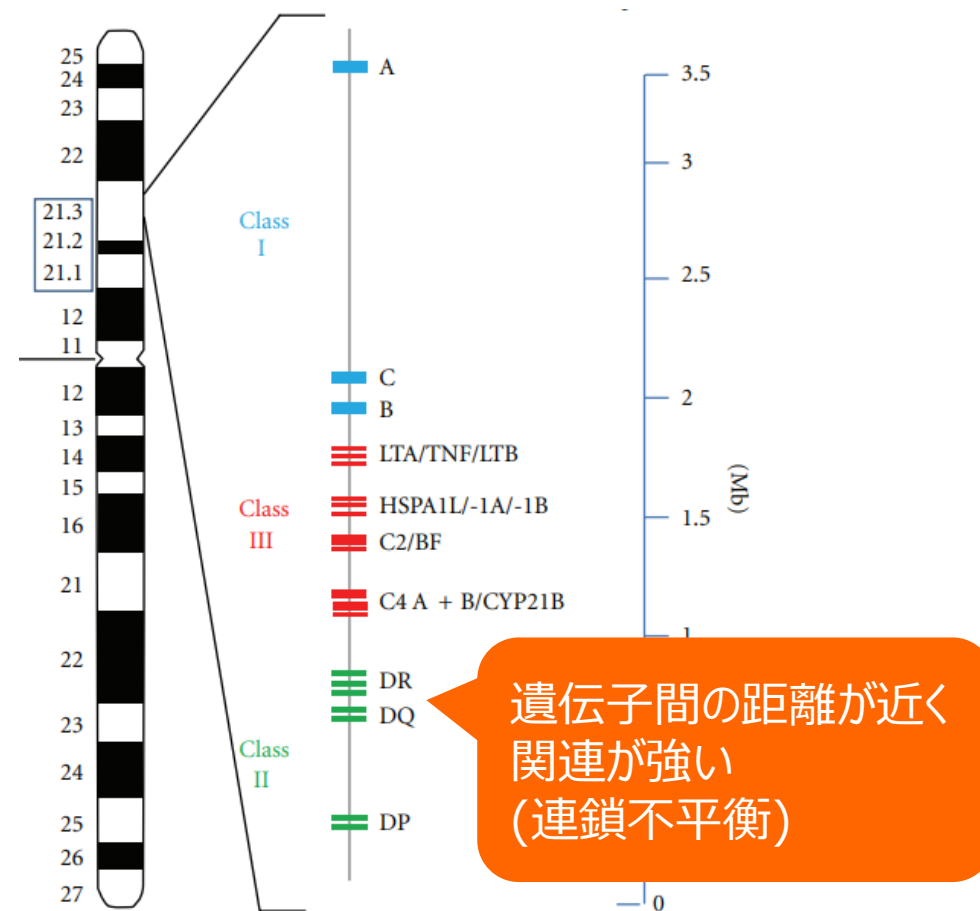 25
24
23
22
21.3
21.2
21.1
12
11
12
13
14
15
16
21
22
23
24
25
26
27
Class
I
Class
III
Class
II
A
C
B
LTA/TNF/LTB
HSPA1L/-1A/-1B
C2/BF
C4 A + B/CYP21B
DR
DQ
DP
3.5
3
2.5
2
1.5
1
0
(Mb)
遺伝子間の距離が近く
関連が強い
(連鎖不平衡)